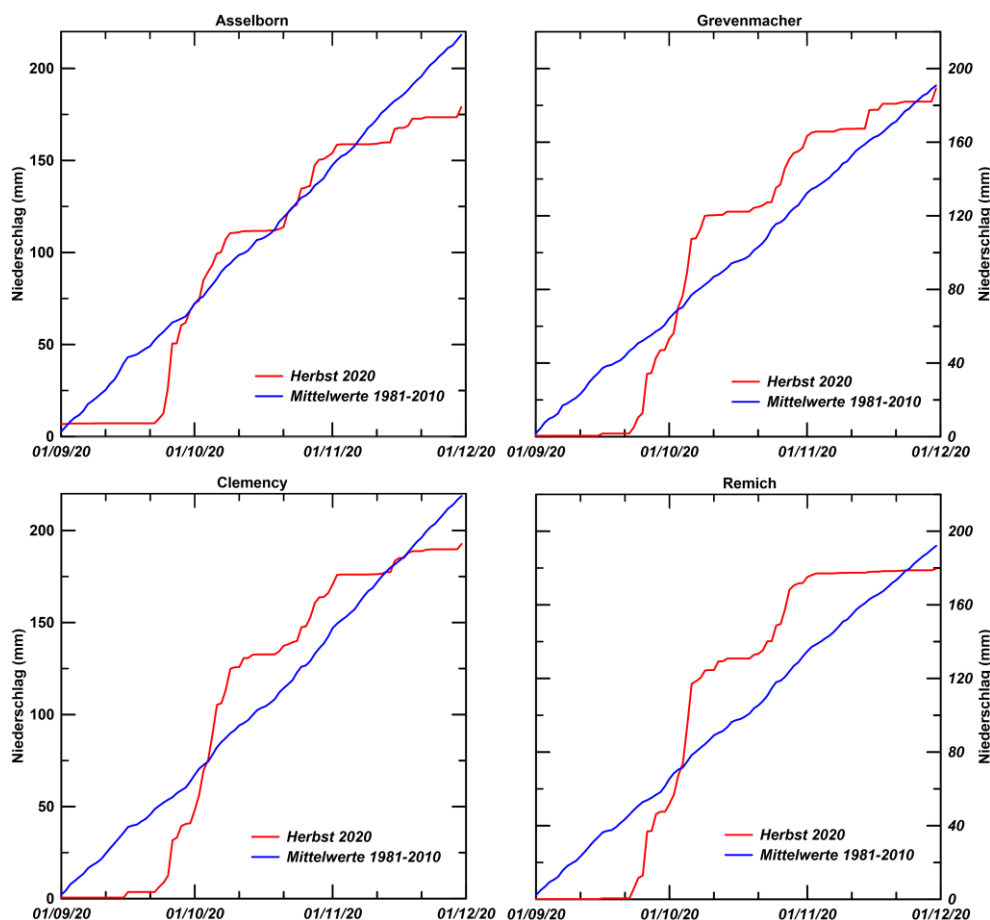 Asselborn
Niederschlag (mm)
200
150
100
50
0
Herbst 2020
Mittelwerte 1981-2010
01/09/20 01/10/20 01/11/20 01/12/20
Grevenmacher
200
160
120
80
40
0
Niederschlag (mm)
Herbst 2020
Mittelwerte 1981-2010
01/09/20 01/10/20 01/11/20 01/12/20
Clemency
Niederschlag (mm)
200
150
100
50
0
Herbst 2020
Mittelwerte 1981-2010
01/09/20 01/10/20 01/11/20 01/12/20
Remich
200
160
120
80
40
0
Niederschlag (mm)
Herbst 2020
Mittelwerte 1981-2010
01/09/20 01/10/20 01/11/20 01/12/20